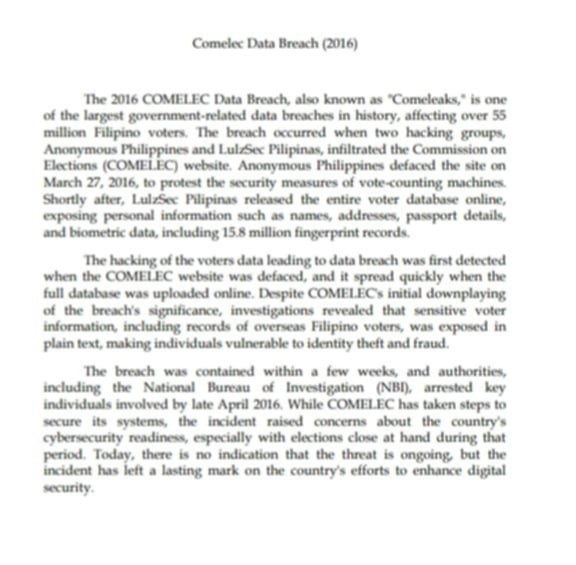 Comelec Data Breach (2016)
The 2016 COMELEC Data Breach, also known as "Comeleaks," is one
of the largest government-related data breaches in history, affecting over 55
million Filipino voters. The breach occurred when two hacking groups,
Anonymous Philippines and LulzSec Pilipinas, infiltrated the Commission on
Elections (COMELEC) website. Anonymous Philippines defaced the site on
March 27, 2016, to protest the security measures of vote-counting machines.
Shortly after, LulzSec Pilipinas released the entire voter database online,
exposing personal information such as names, addresses, passport details,
and biometric data, including 15.8 million fingerprint records.
The hacking of the voters data leading to data breach was first detected
when the COMELEC website was defaced, and it spread quickly when the
full database was uploaded online. Despite COMELEC's initial downplaying
of the breach's significance, investigations revealed that sensitive voter
information, including records of overseas Filipino voters, was exposed in
plain text, making individuals vulnerable to identity theft and fraud.
The breach was contained within a few weeks, and authorities,
including the National Bureau of Investigation (NBI), arrested key
individuals involved by late April 2016. While COMELEC has taken steps to
secure its systems, the incident raised concerns about the country's
cybersecurity readiness, especially with elections close at hand during that
period. Today, there is no indication that the threat is ongoing, but the
incident has left a lasting mark on the country's efforts to enhance digital
security.